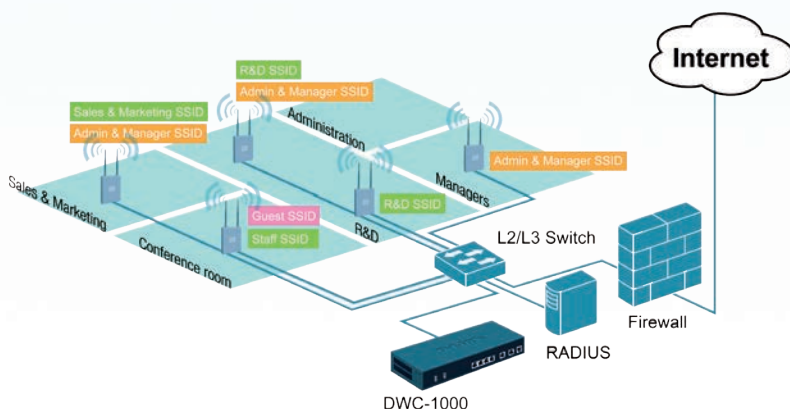 Internet
R&D SSID
Admin & Manager SSID
Sales & Marketing SSID
Admin & Manager SSID
Administration
Admin & Manager SSID
Managers
Sales & Marketing
R&D SSID
Guest SSID
Staff SSID
R&D
Conference room
L2/L3 Switch
Firewall
RADIUS
DWC-1000